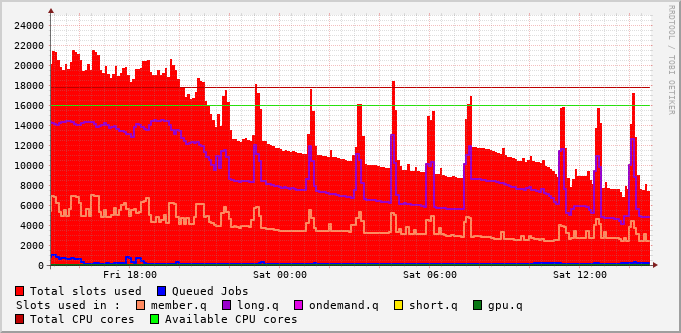 RRDTOOL / TOBI OETIKER
24000
22000
20000
18000
16000
14000
12000
10000
8000
6000
4000
2000
0
Fri 18:00 Sat 00:00 Sat 06:00 Sat 12:00
Total slots used Queued Jobs
Slots used in : member.q long.q ondemand.q short.q gpu.q
Total CPU cores Available CPU cores